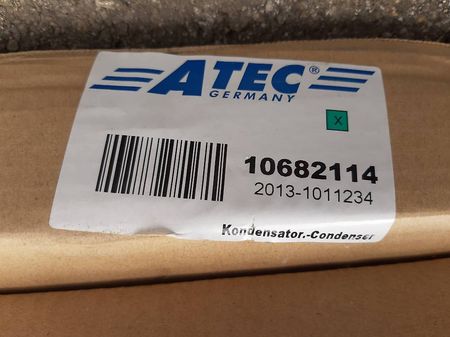 ATEC®
GERMANY
X
10682114
2013-1011234
Kondensator.-Condenser